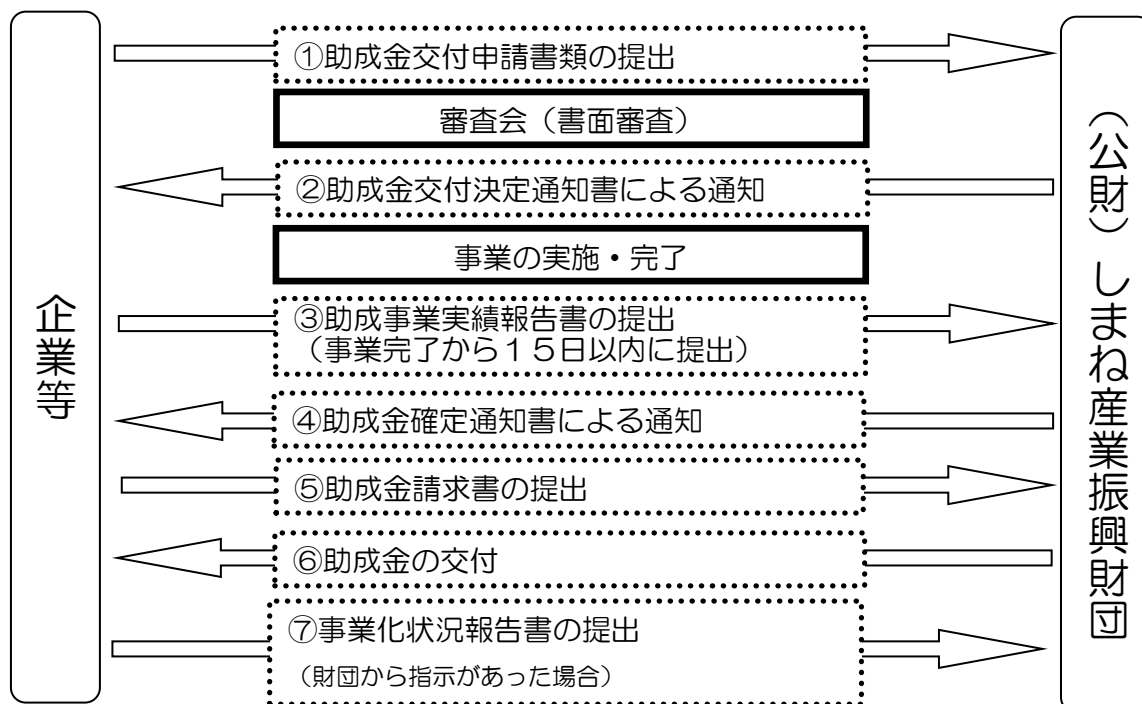 企業等
①助成金交付申請書類の提出
審査会（書面審査）
②助成金交付決定通知書による通知
事業の実施・完了
③助成事業実績報告書の提出
（事業完了から１５日以内に提出）
④助成金確定通知書による通知
⑤助成金請求書の提出
⑥助成金の交付
⑦事業化状況報告書の提出
（財団から指示があった場合）
（公財）しまね産業振興財団